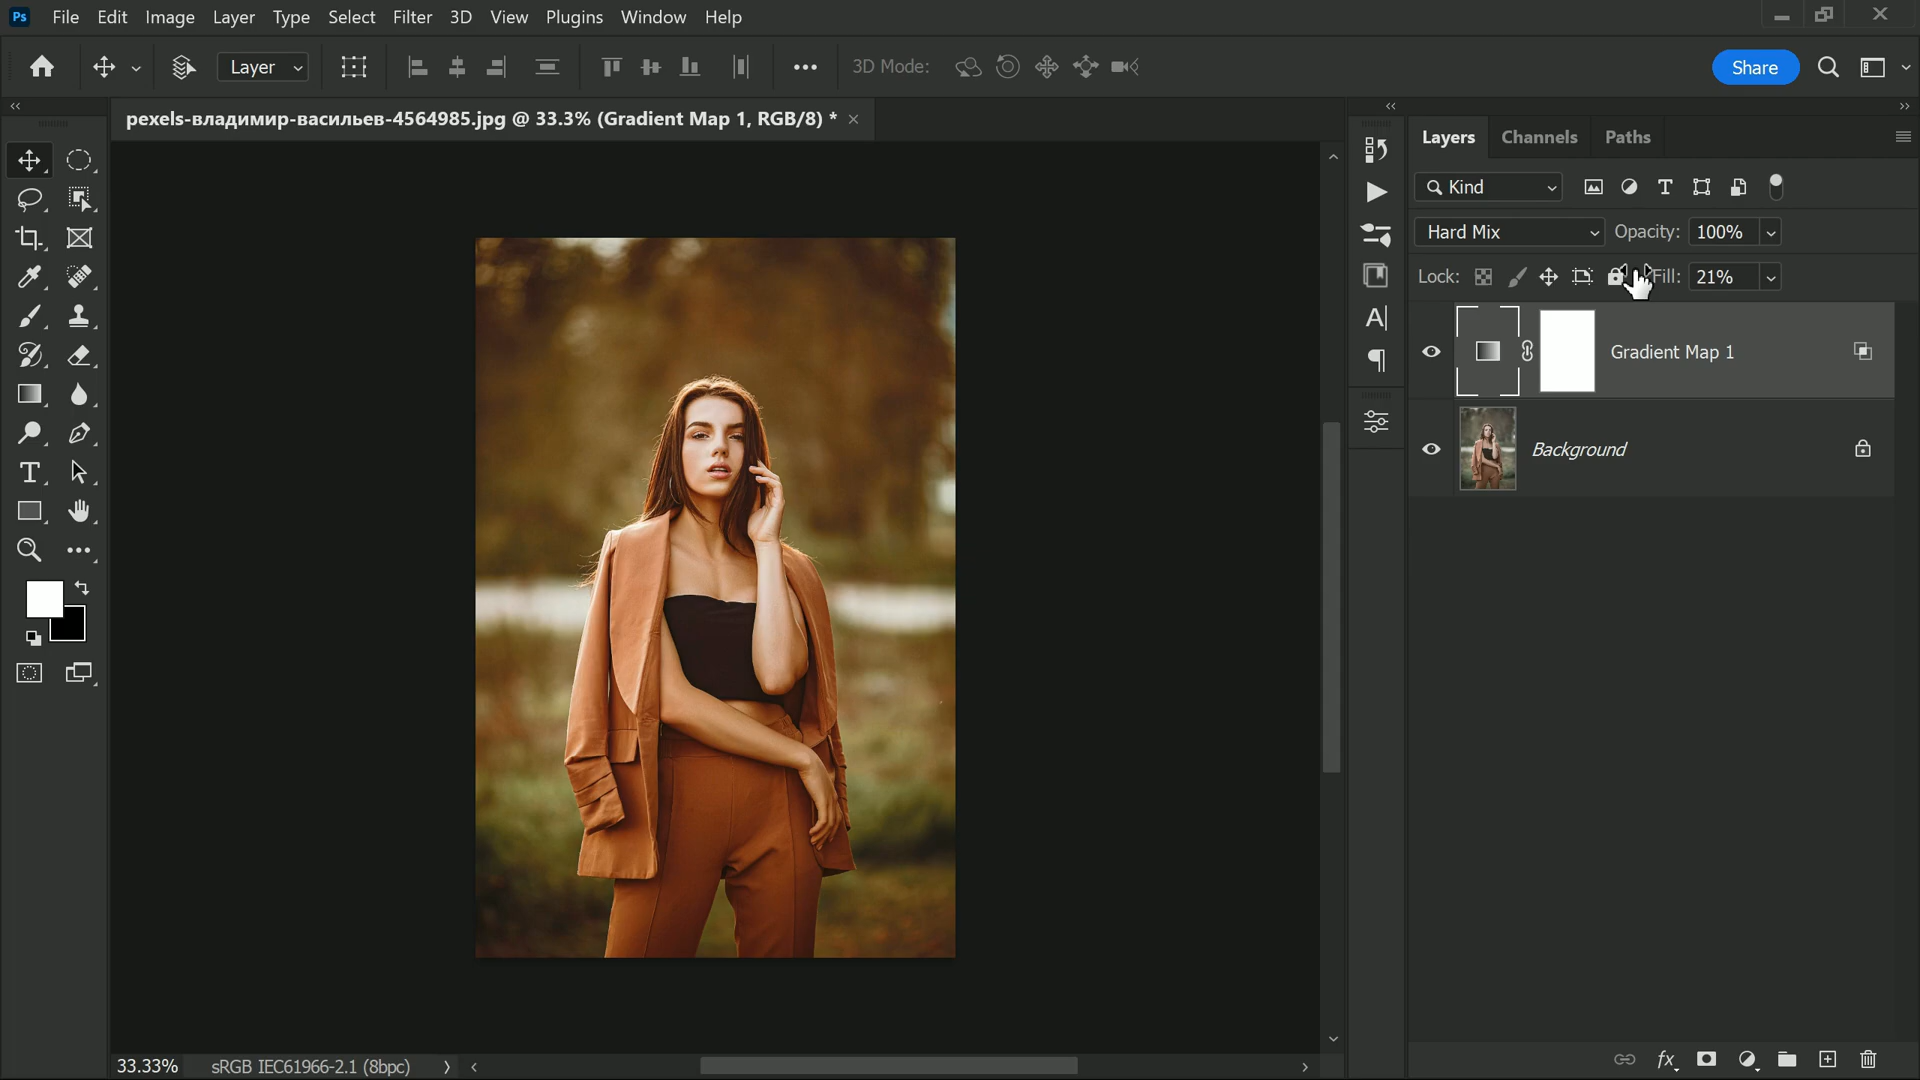 Ps File Edit Image Layer Type Select Filter 3D View Plugins Window Help
Layer 3D Mode: Share
pexels-владимир-васильев-4564985.jpg @ 33.3% (Gradient Map 1, RGB/8) *
Layers Channels Paths
Kind
Hard Mix Opacity: 100%
Lock: Fill: 21%
Gradient Map 1
Background
33.33% sRGB IEC61966-2.1 (8bpc)